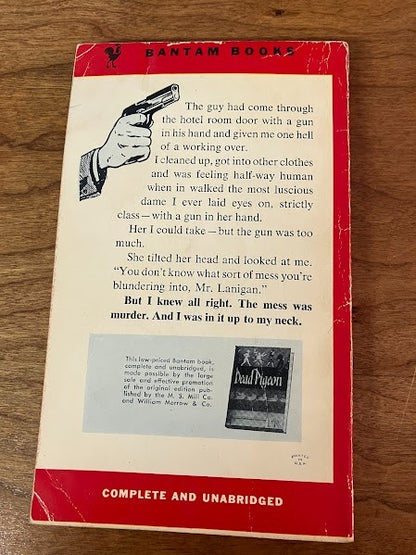 BANTAM BOOKS
The guy had come through
the hotel room door with a gun
in his hand and given me one hell
of a working over.
I cleaned up, got into other clothes
and was feeling half-way human
when in walked the most luscious
dame I ever laid eyes on, strictly
class — with a gun in her hand.
Her I could take — but the gun was too
much.
She tilted her head and looked at me.
"You don't know what sort of mess you're
blundering into, Mr. Lanigan."
But I knew all right. The mess was
murder. And I was in it up to my neck.
This low-priced Bantam book,
complete and unabridged, is
made possible by the large
sale and effective promotion
of the original edition pub-
lished by the M. S. Mill Co.
and William Morrow & Co.
Dead Pigeon
PRINTED
IN
U.S.A.
COMPLETE AND UNABRIDGED